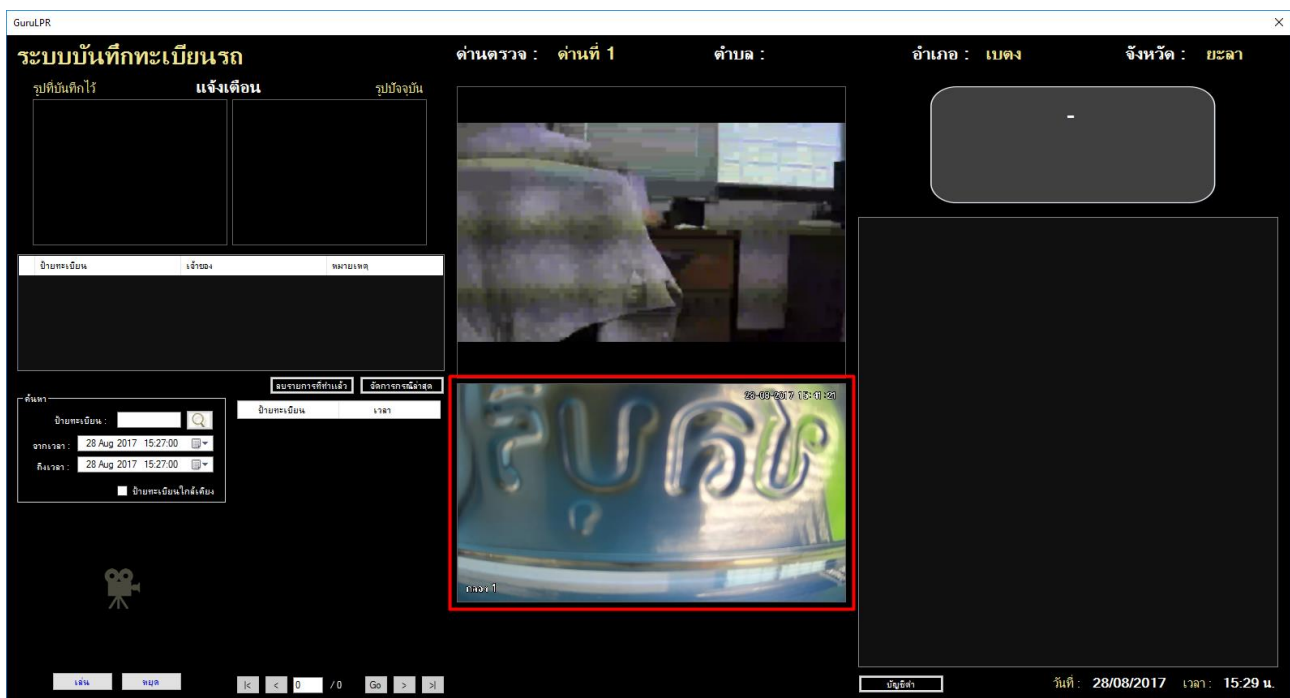 GuruLPR
ระบบบันทึกทะเบียนรถ
ด่านตรวจ : ด่านที่ 1 ตำบล : อำเภอ : เบตง จังหวัด : ยะลา
รูปที่บันทึกไว้ แจ้งเตือน รูปปัจจุบัน
-
ป้ายทะเบียน เจ้าของ หมายเหตุ
ลบรายการที่ทำแล้ว จัดการกรณีล่าสุด
ค้นหา
ป้ายทะเบียน :
จากเวลา : 28 Aug 2017 15:27:00
ถึงเวลา : 28 Aug 2017 15:27:00
ป้ายทะเบียนใกล้เคียง
ป้ายทะเบียน เวลา
28-08-2017 15:41:21
กล้อง 1
เล่น หยุด
|< < 0 / 0 Go > >|
บัญชีดำ วันที่ : 28/08/2017 เวลา : 15:29 น.